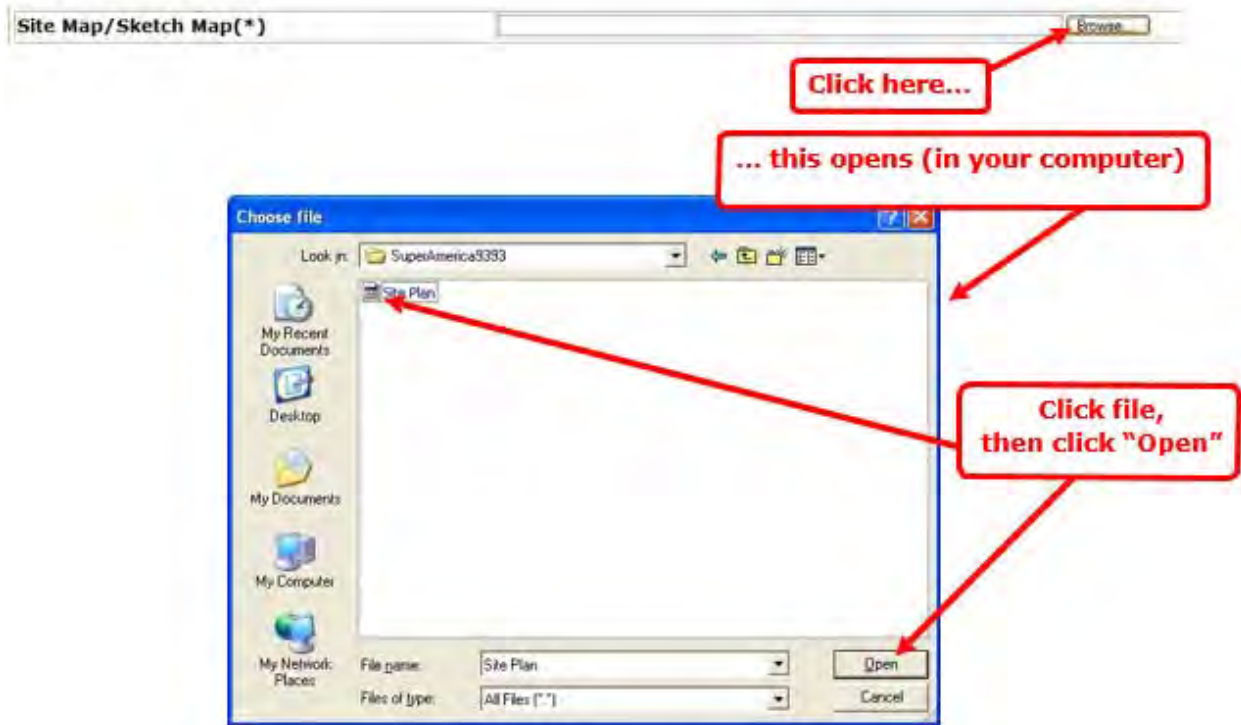 Site Map/Sketch Map(*)
Browse...
Click here...
... this opens (in your computer)
Choose file
Look in:
SuperAmerica9393
Site Plan
My Recent
Documents
Desktop
My Documents
My Computer
My Network
Places
Click file,
then click “Open”
File name:
Site Plan
Open
Files of type:
All Files (*.*)
Cancel